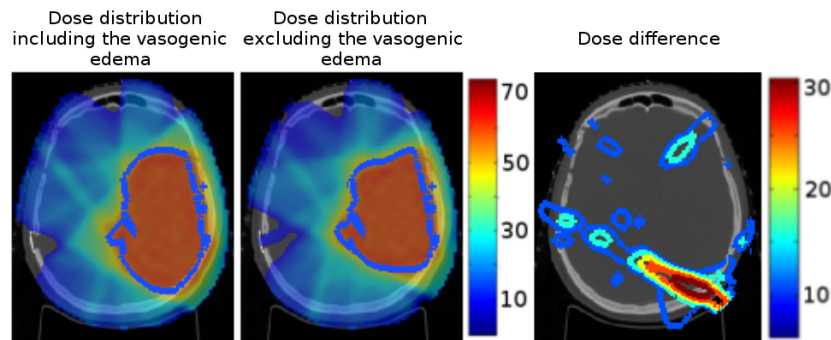 Dose distribution
including the vasogenic
edema
Dose distribution
excluding the vasogenic
edema
Dose difference
70
50
30
10
30
20
10